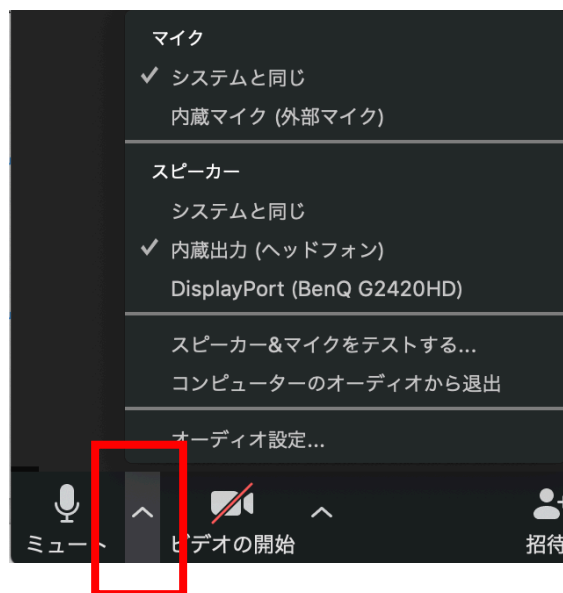 マイク
システムと同じ
内蔵マイク (外部マイク)
スピーカー
システムと同じ
内蔵出力 (ヘッドフォン)
DisplayPort (BenQ G2420HD)
スピーカー&マイクをテストする...
コンピューターのオーディオから退出
オーディオ設定...
ミュート ビデオの開始 招待